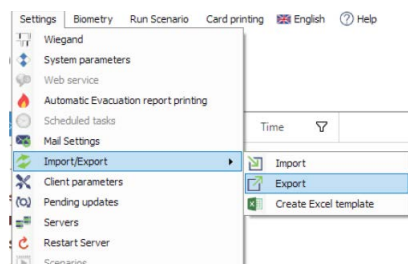 Settings Biometry Run Scenario Card printing English Help
Wiegand
System parameters
Web service
Automatic Evacuation report printing
Scheduled tasks
Time
Mail Settings
Import/Export
Import
Client parameters
Export
Pending updates
Create Excel template
Servers
Restart Server
Scenarios